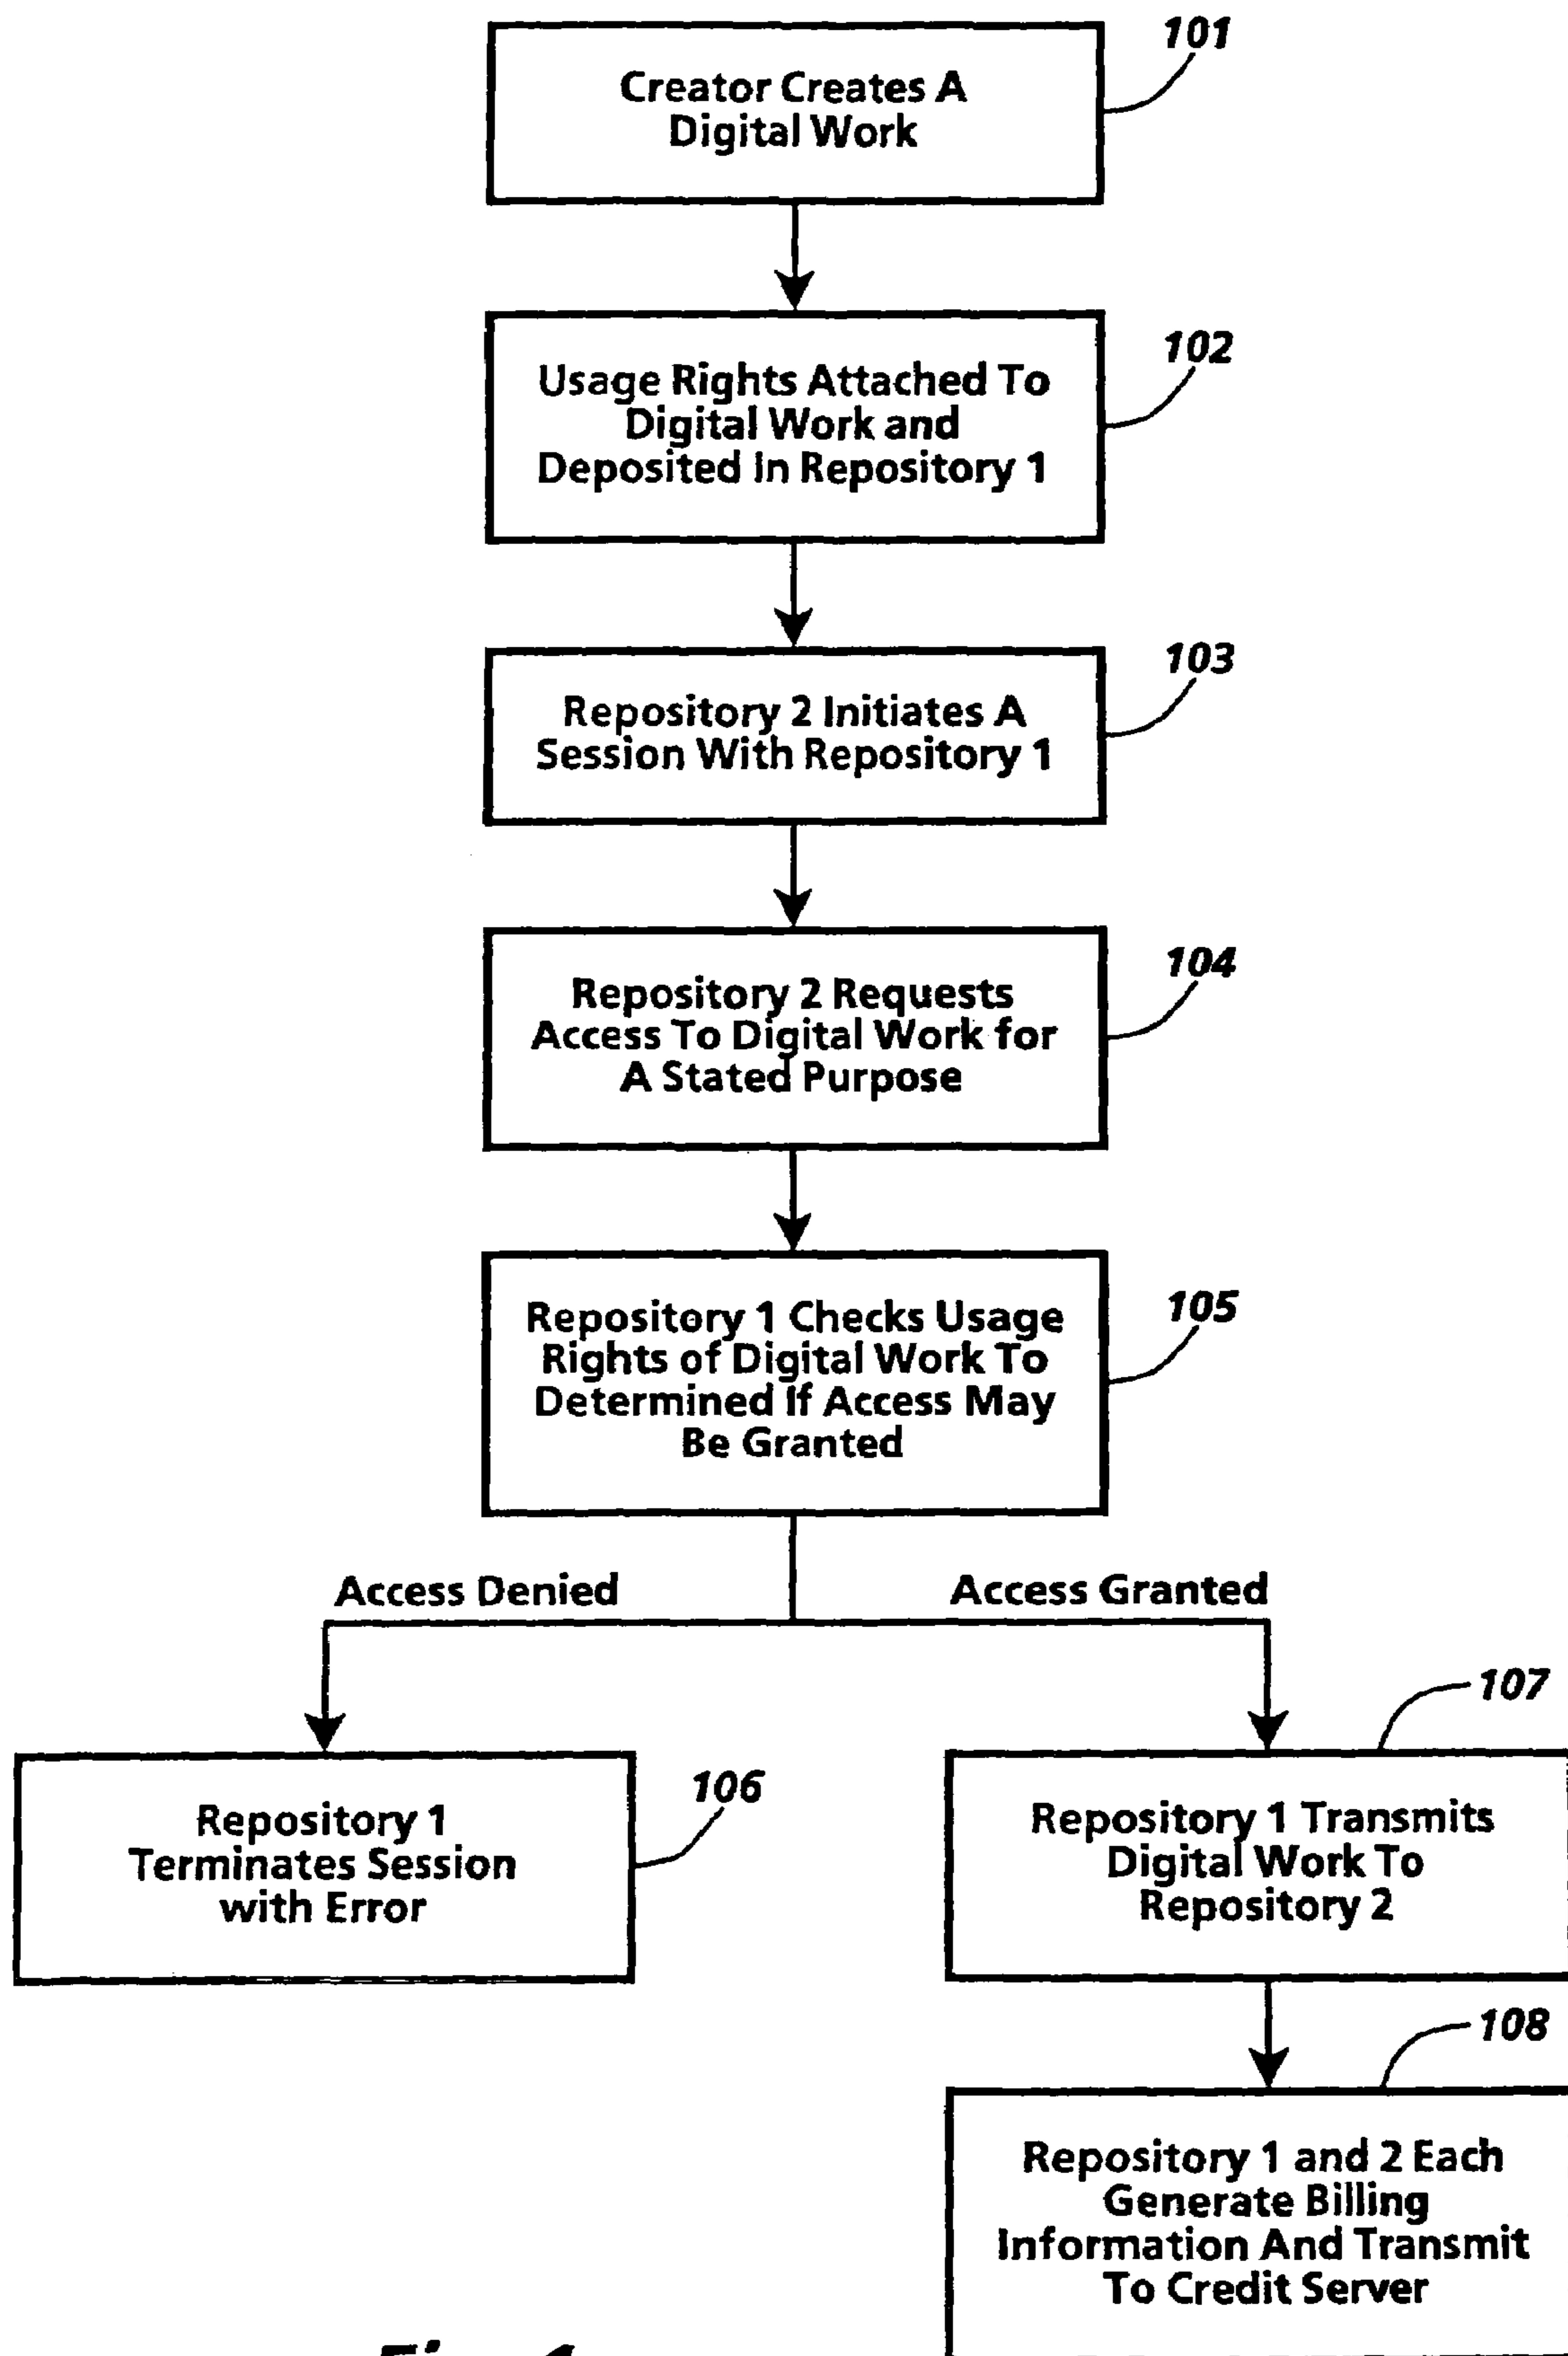 101
Creator Creates A
Digital Work
102
Usage Rights Attached To
Digital Work and
Deposited In Repository 1
103
Repository 2 Initiates A
Session With Repository 1
104
Repository 2 Requests
Access To Digital Work for
A Stated Purpose
105
Repository 1 Checks Usage
Rights of Digital Work To
Determined If Access May
Be Granted
Access Denied
Access Granted
106
Repository 1
Terminates Session
with Error
107
Repository 1 Transmits
Digital Work To
Repository 2
108
Repository 1 and 2 Each
Generate Billing
Information And Transmit
To Credit Server